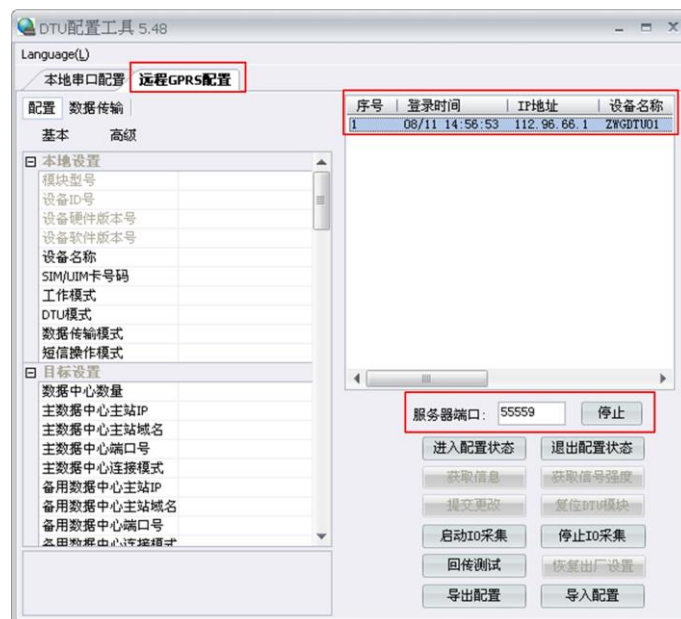 DTU配置工具 5.48
Language(L)
本地串口配置 远程GPRS配置
配置 数据传输
基本 高级
本地设置
模块型号
设备ID号
设备硬件版本号
设备软件版本号
设备名称
SIM/UIM卡号码
工作模式
DTU模式
数据传输模式
短信操作模式
目标设置
数据中心数量
主数据中心主站IP
主数据中心主站域名
主数据中心端口号
主数据中心连接模式
备用数据中心主站IP
备用数据中心主站域名
备用数据中心端口号
备用数据中心连接模式
序号 登录时间 IP地址 设备名称
1 08/11 14:56:53 112.96.66.1 ZWGDTU01
服务器端口: 55559 停止
进入配置状态 退出配置状态
获取信息 获取信号强度
提交更改 复位DTU模块
启动IO采集 停止IO采集
回传测试 恢复出厂设置
导出配置 导入配置